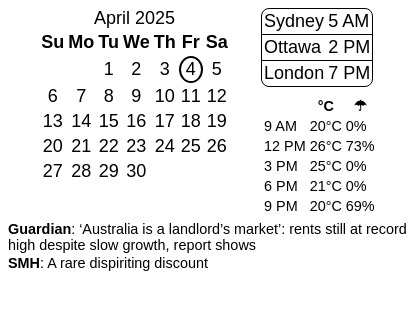 April 2025
Su Mo Tu We Th Fr Sa
1 2 3 4 5
6 7 8 9 10 11 12
13 14 15 16 17 18 19
20 21 22 23 24 25 26
27 28 29 30
Sydney 5 AM
Ottawa 2 PM
London 7 PM
°C ☂
9 AM 20°C 0%
12 PM 26°C 73%
3 PM 25°C 0%
6 PM 21°C 0%
9 PM 20°C 69%
Guardian: ‘Australia is a landlord’s market’: rents still at record
high despite slow growth, report shows
SMH: A rare dispiriting discount